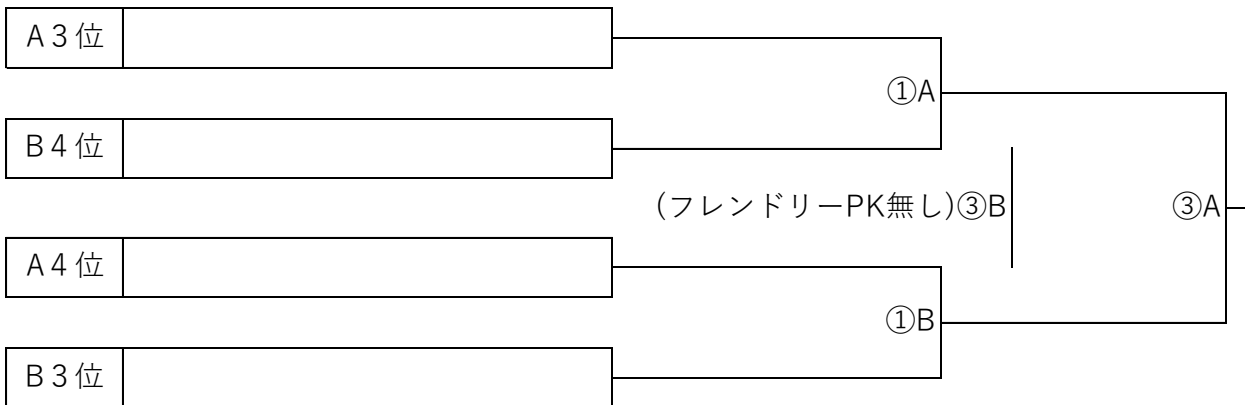 A3位
①A
B4位
(フレンドリーPK無し)③B
③A
A4位
①B
B3位